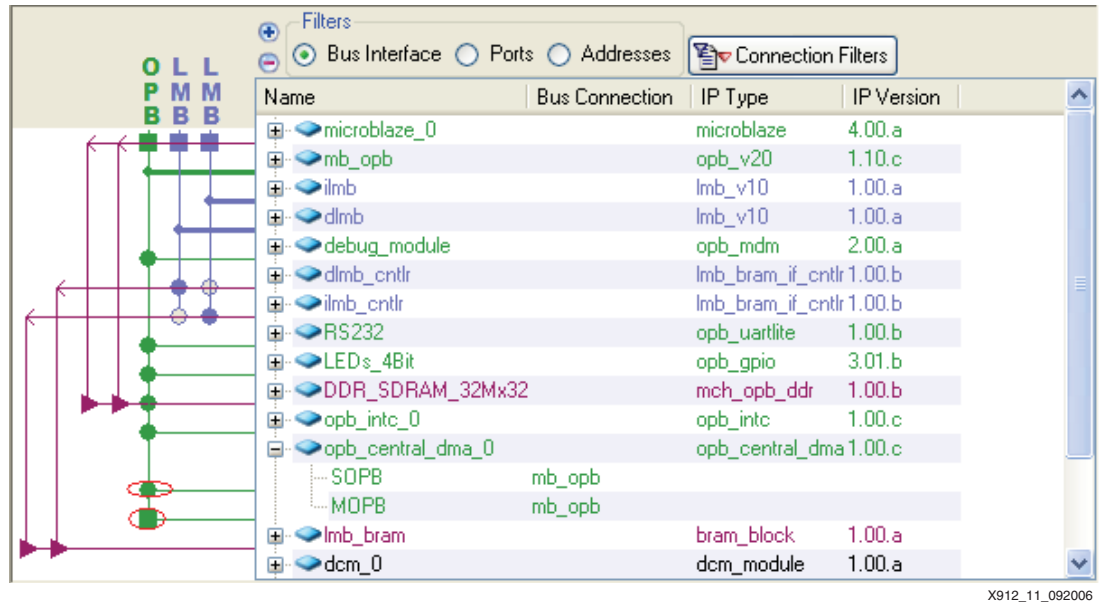 Filters
Bus Interface Ports Addresses Connection Filters
OPB LMB LMB
Name Bus Connection IP Type IP Version
microblaze_0 microblaze 4.00.a
mb_opb opb_v20 1.10.c
ilmb lmb_v10 1.00.a
dlmb lmb_v10 1.00.a
debug_module opb_mdm 2.00.a
dlmb_cntlr lmb_bram_if_cntlr 1.00.b
ilmb_cntlr lmb_bram_if_cntlr 1.00.b
RS232 opb_uartlite 1.00.b
LEDs_4Bit opb_gpio 3.01.b
DDR_SDRAM_32Mx32 mch_opb_ddr 1.00.b
opb_intc_0 opb_intc 1.00.c
opb_central_dma_0 opb_central_dma 1.00.c
SOPB mb_opb
MOPB mb_opb
lmb_bram bram_block 1.00.a
dcm_0 dcm_module 1.00.a
X912_11_092006